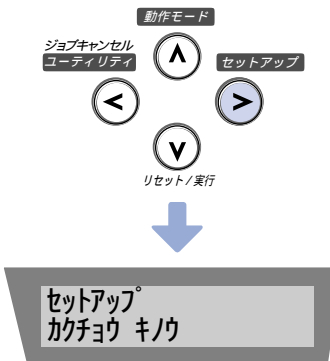 動作モード
ジョブキャンセル
ユーティリティ
セットアップ
リセット/実行
セットアップ
カクチョウ キノウ